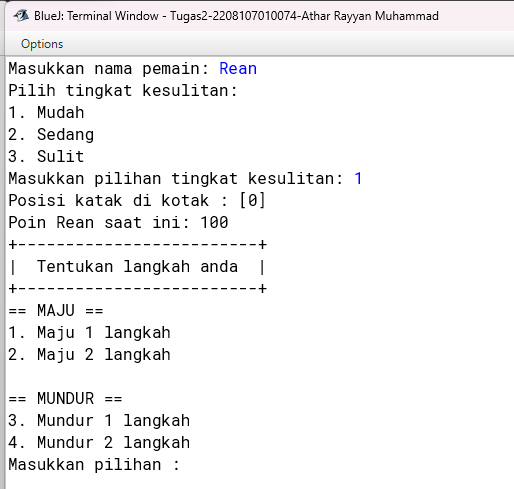 BlueJ: Terminal Window - Tugas2-2208107010074-Athar Rayyan Muhammad
Options
Masukkan nama pemain: Rean
Pilih tingkat kesulitan:
1. Mudah
2. Sedang
3. Sulit
Masukkan pilihan tingkat kesulitan: 1
Posisi katak di kotak : [0]
Poin Rean saat ini: 100
+-------------------------+
|  Tentukan langkah anda  |
+-------------------------+
== MAJU ==
1. Maju 1 langkah
2. Maju 2 langkah

== MUNDUR ==
3. Mundur 1 langkah
4. Mundur 2 langkah
Masukkan pilihan :